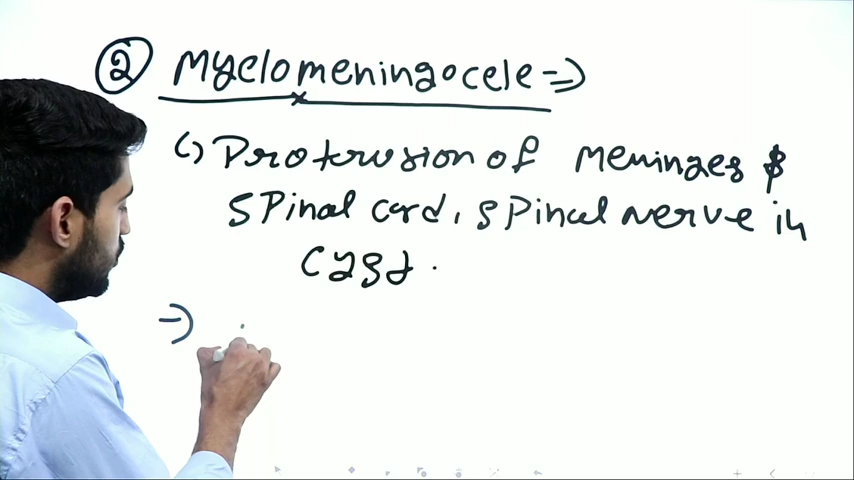 ② Myelomeningocele ⇒
(,) Protrusion of Meninges &
Spinal cord, spinal nerve in
Cyst.
⇒